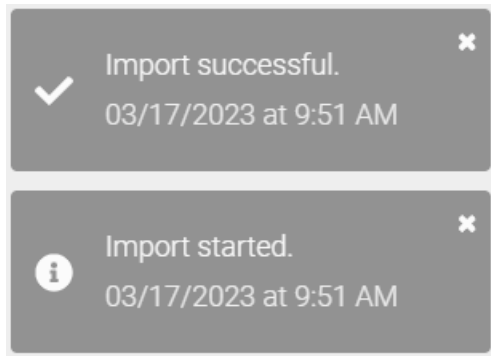 Import successful.
03/17/2023 at 9:51 AM
Import started.
03/17/2023 at 9:51 AM